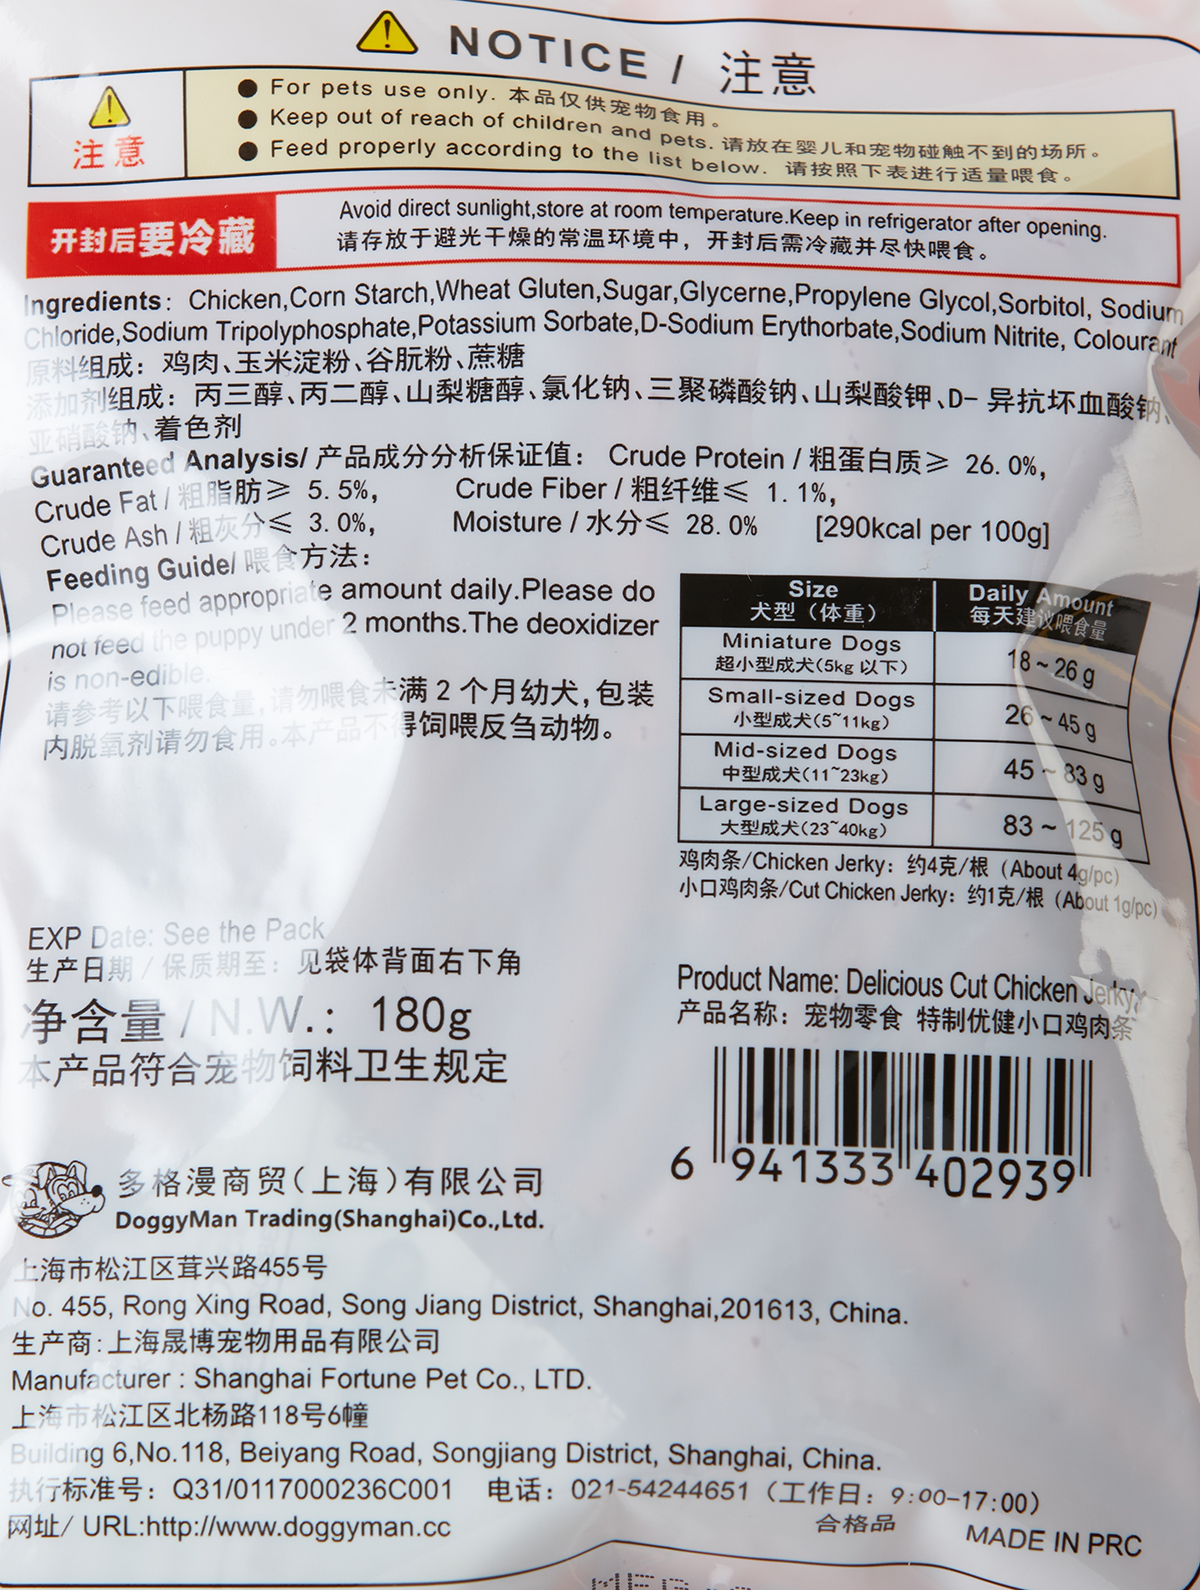 NOTICE / 注意
注意
● For pets use only. 本品仅供宠物食用。
● Keep out of reach of children and pets. 请放在婴儿和宠物碰触不到的场所。
● Feed properly according to the list below. 请按照下表进行适量喂食。
开封后要冷藏
Avoid direct sunlight,store at room temperature.Keep in refrigerator after opening.
请存放于避光干燥的常温环境中，开封后需冷藏并尽快喂食。
Ingredients: Chicken,Corn Starch,Wheat Gluten,Sugar,Glycerne,Propylene Glycol,Sorbitol, Sodium
Chloride,Sodium Tripolyphosphate,Potassium Sorbate,D-Sodium Erythorbate,Sodium Nitrite, Colourant
原料组成：鸡肉、玉米淀粉、谷朊粉、蔗糖
添加剂组成：丙三醇、丙二醇、山梨糖醇、氯化钠、三聚磷酸钠、山梨酸钾、D-异抗坏血酸钠、
亚硝酸钠、着色剂
Guaranteed Analysis/ 产品成分分析保证值： Crude Protein / 粗蛋白质≥ 26.0%,
Crude Fat / 粗脂肪≥ 5.5%, Crude Fiber / 粗纤维≤ 1.1%,
Crude Ash / 粗灰分≤ 3.0%, Moisture / 水分≤ 28.0% [290kcal per 100g]
Feeding Guide/ 喂食方法：
Please feed appropriate amount daily.Please do
not feed the puppy under 2 months.The deoxidizer
is non-edible.
请参考以下喂食量,请勿喂食未满 2 个月幼犬,包装
内脱氧剂请勿食用。本产品不得饲喂反刍动物。
Size Daily Amount
犬型（体重） 每天建议喂食量
Miniature Dogs
超小型成犬(5kg 以下) 18 ~ 26 g
Small-sized Dogs
小型成犬(5~11kg) 26 ~ 45 g
Mid-sized Dogs
中型成犬(11~23kg) 45 ~ 83 g
Large-sized Dogs
大型成犬(23~40kg) 83 ~ 125 g
鸡肉条/Chicken Jerky：约4克/根（About 4g/pc)
小口鸡肉条/Cut Chicken Jerky：约1克/根（About 1g/pc)
EXP Date: See the Pack
生产日期 / 保质期至：见袋体背面右下角
净含量 / N.W.: 180g
本产品符合宠物饲料卫生规定
Product Name: Delicious Cut Chicken Jerky
产品名称：宠物零食 特制优健小口鸡肉条
6 941333 402939
多格漫商贸(上海)有限公司
DoggyMan Trading(Shanghai)Co.,Ltd.
上海市松江区茸兴路455号
No. 455, Rong Xing Road, Song Jiang District, Shanghai,201613, China.
生产商:上海晟博宠物用品有限公司
Manufacturer : Shanghai Fortune Pet Co., LTD.
上海市松江区北杨路118号6幢
Building 6,No.118, Beiyang Road, Songjiang District, Shanghai, China.
执行标准号：Q31/0117000236C001 电话：021-54244651（工作日：9:00-17:00）
网址/ URL:http://www.doggyman.cc
合格品 MADE IN PRC